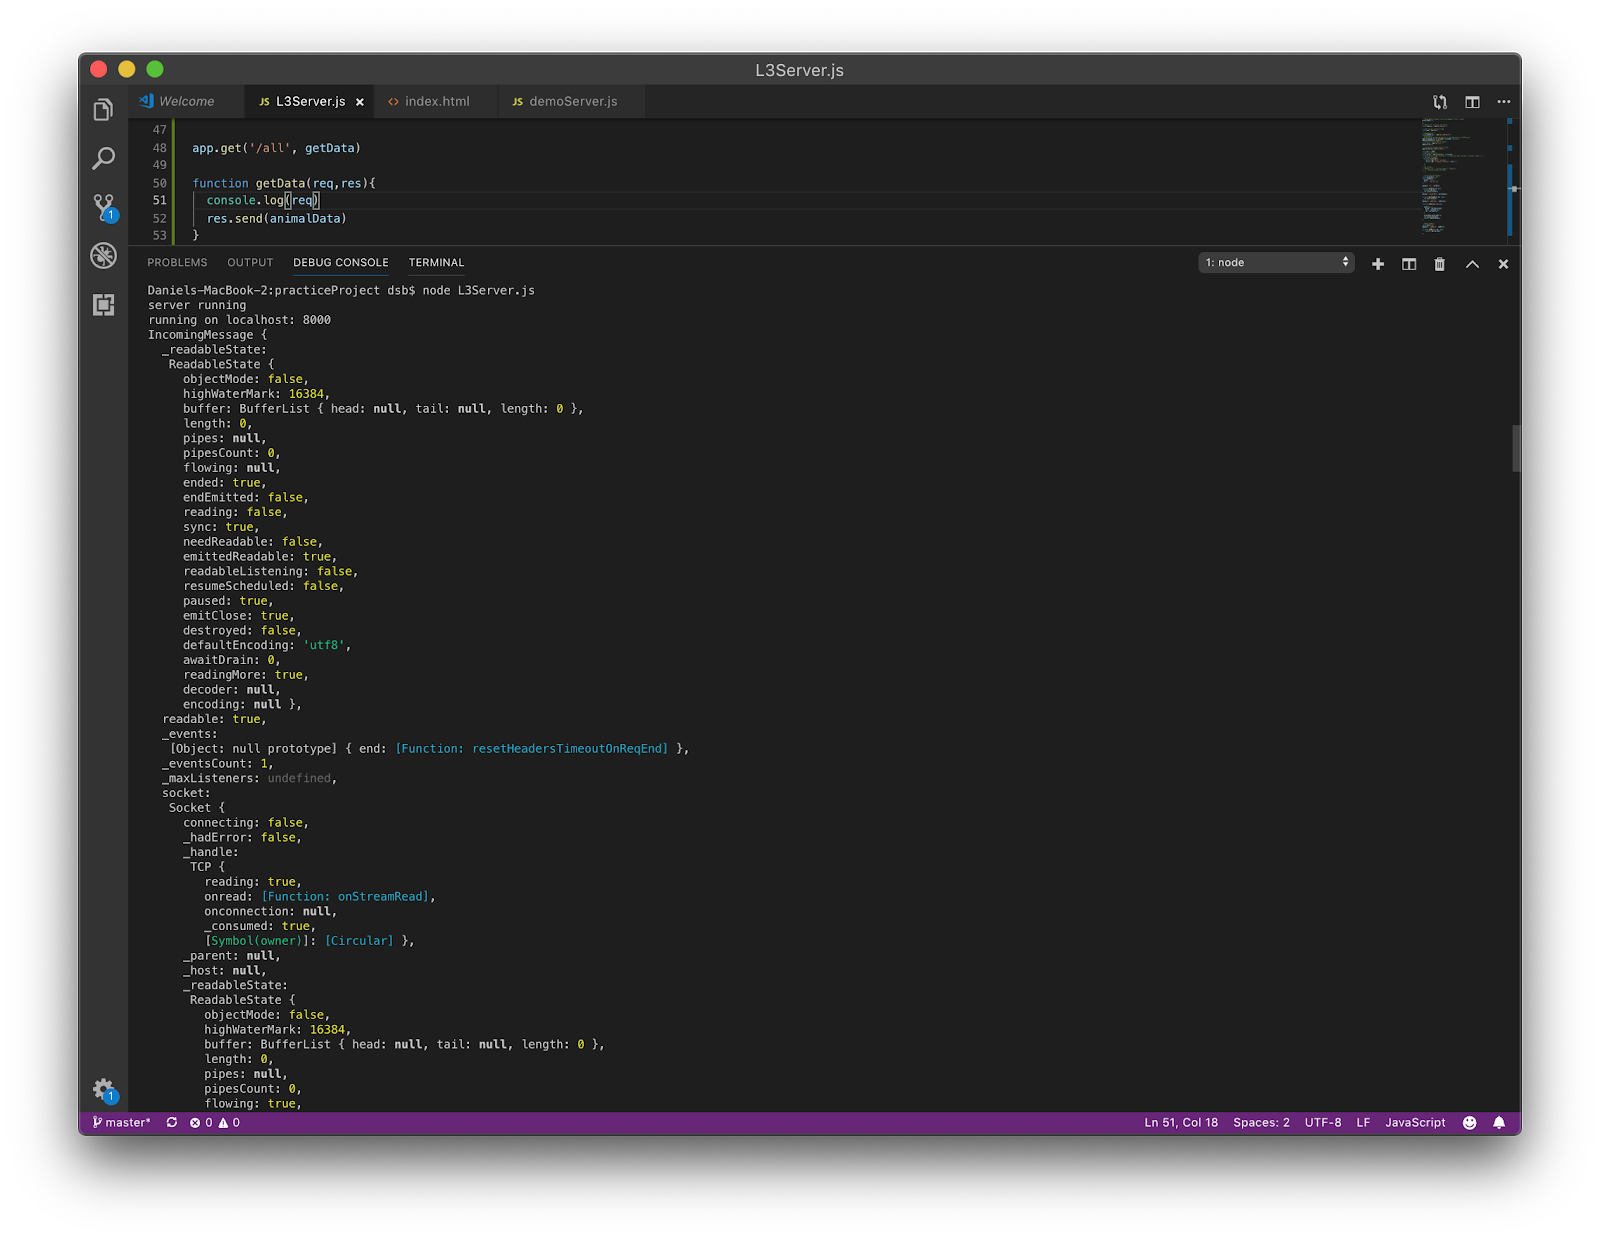 L3Server.js
Welcome
JS L3Server.js ×
<> index.html
JS demoServer.js
47
48 app.get('/all', getData)
49
50 function getData(req,res){
51 console.log(req)
52 res.send(animalData)
53 }
1
PROBLEMS OUTPUT DEBUG CONSOLE TERMINAL 1: node
Daniels-MacBook-2:practiceProject dsb$ node L3Server.js
server running
running on localhost: 8000
IncomingMessage {
_readableState:
ReadableState {
objectMode: false,
highWaterMark: 16384,
buffer: BufferList { head: null, tail: null, length: 0 },
length: 0,
pipes: null,
pipesCount: 0,
flowing: null,
ended: true,
endEmitted: false,
reading: false,
sync: true,
needReadable: false,
emittedReadable: true,
readableListening: false,
resumeScheduled: false,
paused: true,
emitClose: true,
destroyed: false,
defaultEncoding: 'utf8',
awaitDrain: 0,
readingMore: true,
decoder: null,
encoding: null },
readable: true,
_events:
[Object: null prototype] { end: [Function: resetHeadersTimeoutOnReqEnd] },
_eventsCount: 1,
_maxListeners: undefined,
socket:
Socket {
connecting: false,
_hadError: false,
_handle:
TCP {
reading: true,
onread: [Function: onStreamRead],
onconnection: null,
_consumed: true,
[Symbol(owner)]: [Circular] },
_parent: null,
_host: null,
_readableState:
ReadableState {
objectMode: false,
highWaterMark: 16384,
buffer: BufferList { head: null, tail: null, length: 0 },
length: 0,
pipes: null,
pipesCount: 0,
flowing: true,
1
master* 0 0 Ln 51, Col 18 Spaces: 2 UTF-8 LF JavaScript